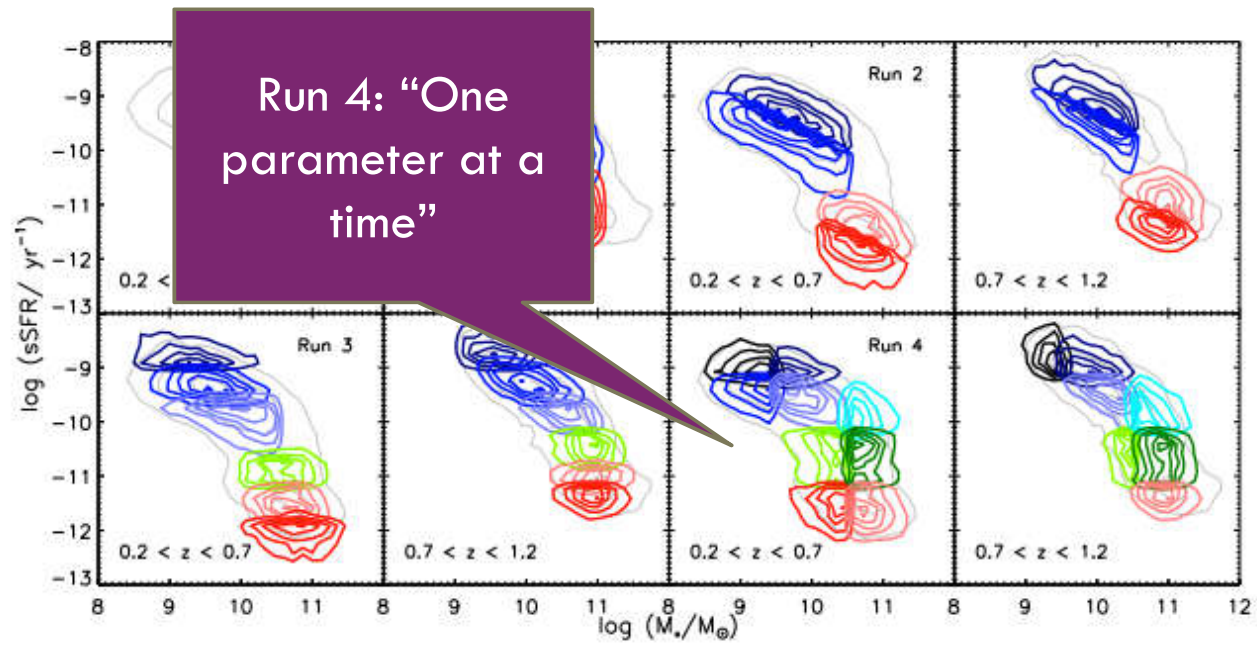 Run 4: “One
parameter at a
time”
-8
-9
-10
-11
-12
-13
log (sSFR/ yr⁻¹)
0.2 <
Run 2
0.2 < z < 0.7
0.7 < z < 1.2
-9
-10
-11
-12
-13
Run 3
0.2 < z < 0.7
0.7 < z < 1.2
Run 4
0.2 < z < 0.7
0.7 < z < 1.2
8 9 10 11 8 9 10 11 8 9 10 11 8 9 10 11 12
log (M*/M⊙)